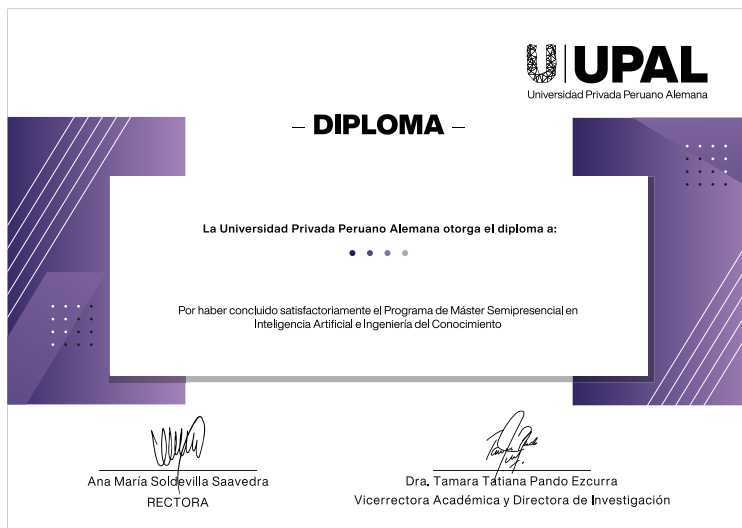 UPAL
Universidad Privada Peruano Alemana
– DIPLOMA –
La Universidad Privada Peruano Alemana otorga el diploma a:
Por haber concluido satisfactoriamente el Programa de Máster Semipresencial en
Inteligencia Artificial e Ingeniería del Conocimiento
Ana María Soldevilla Saavedra
RECTORA
Dra. Tamara Tatiana Pando Ezcurra
Vicerrectora Académica y Directora de Investigación